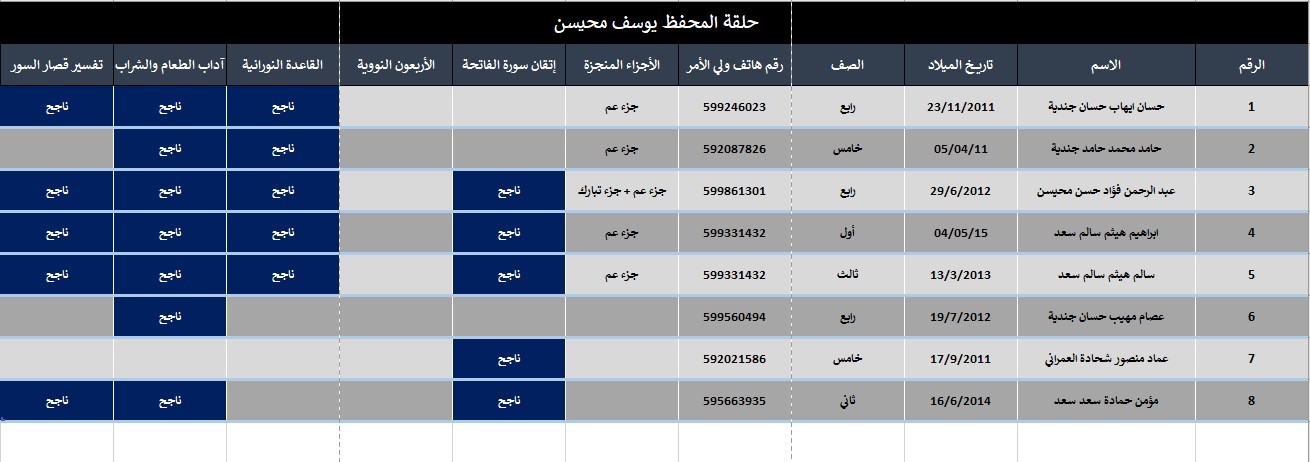 حلقة المحفظ يوسف محيسن
الرقم الاسم تاريخ الميلاد الصف رقم هاتف ولي الأمر الأجزاء المنجزة إتقان سورة الفاتحة الأربعون النووية القاعدة النورانية آداب الطعام والشراب تفسير قصار السور
1 حسان ايهاب حسان جندية 23/11/2011 رابع 599246023 جزء عم ناجح ناجح ناجح
2 حامد محمد حامد جندية 05/04/11 خامس 592087826 جزء عم ناجح ناجح
3 عبد الرحمن فؤاد حسن محيسن 29/6/2012 رابع 599861301 جزء عم + جزء تبارك ناجح ناجح ناجح ناجح
4 ابراهيم هيثم سالم سعد 04/05/15 أول 599331432 جزء عم ناجح ناجح ناجح ناجح
5 سالم هيثم سالم سعد 13/3/2013 ثالث 599331432 جزء عم ناجح ناجح ناجح ناجح
6 عصام مهيب حسان جندية 19/7/2012 رابع 599560494 ناجح
7 عماد منصور شحادة العمراني 17/9/2011 خامس 592021586 ناجح
8 مؤمن حمادة سعد سعد 16/6/2014 ثاني 595663935 ناجح ناجح ناجح